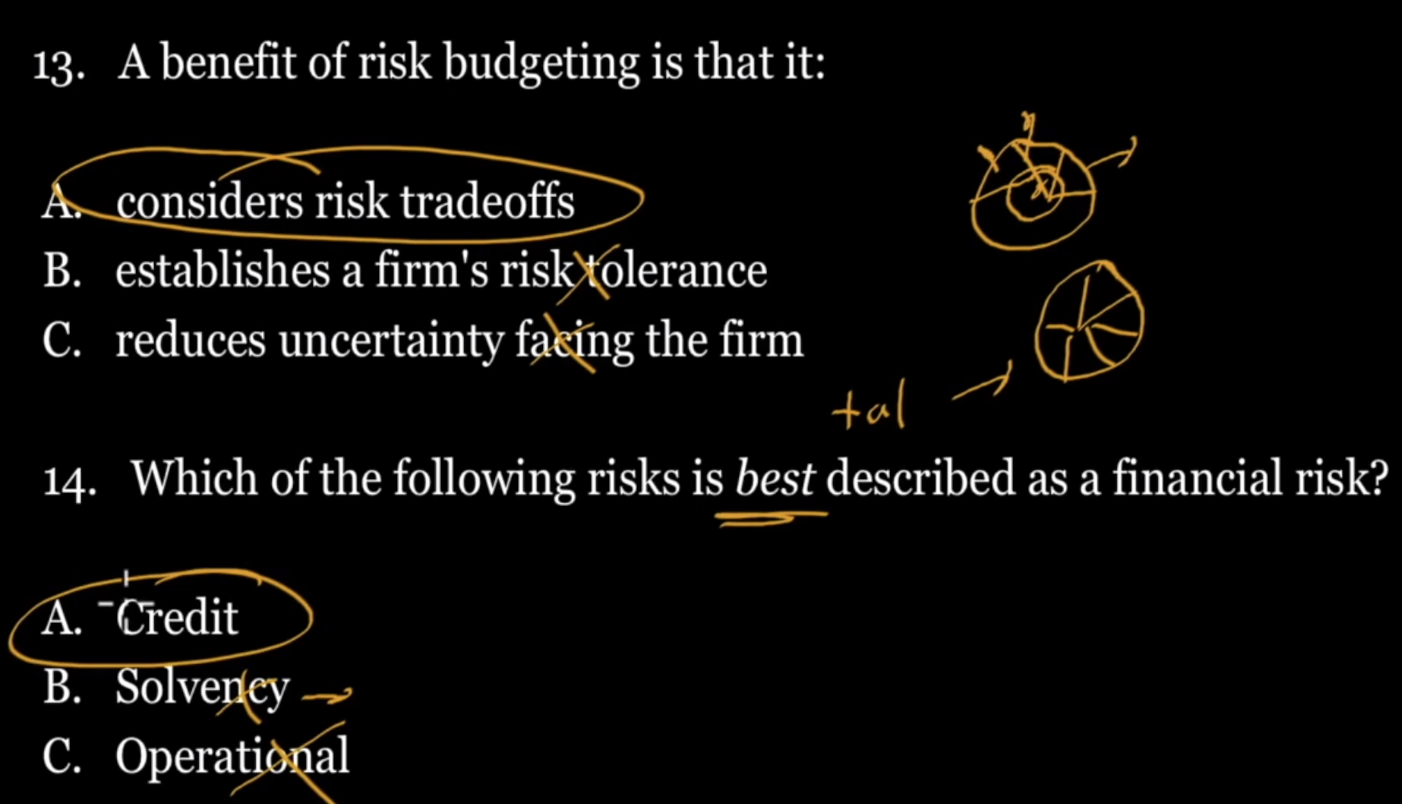 13. A benefit of risk budgeting is that it:
A. considers risk tradeoffs
B. establishes a firm's risk tolerance
C. reduces uncertainty facing the firm
tal
14. Which of the following risks is best described as a financial risk?
A. Credit
B. Solvency
C. Operational